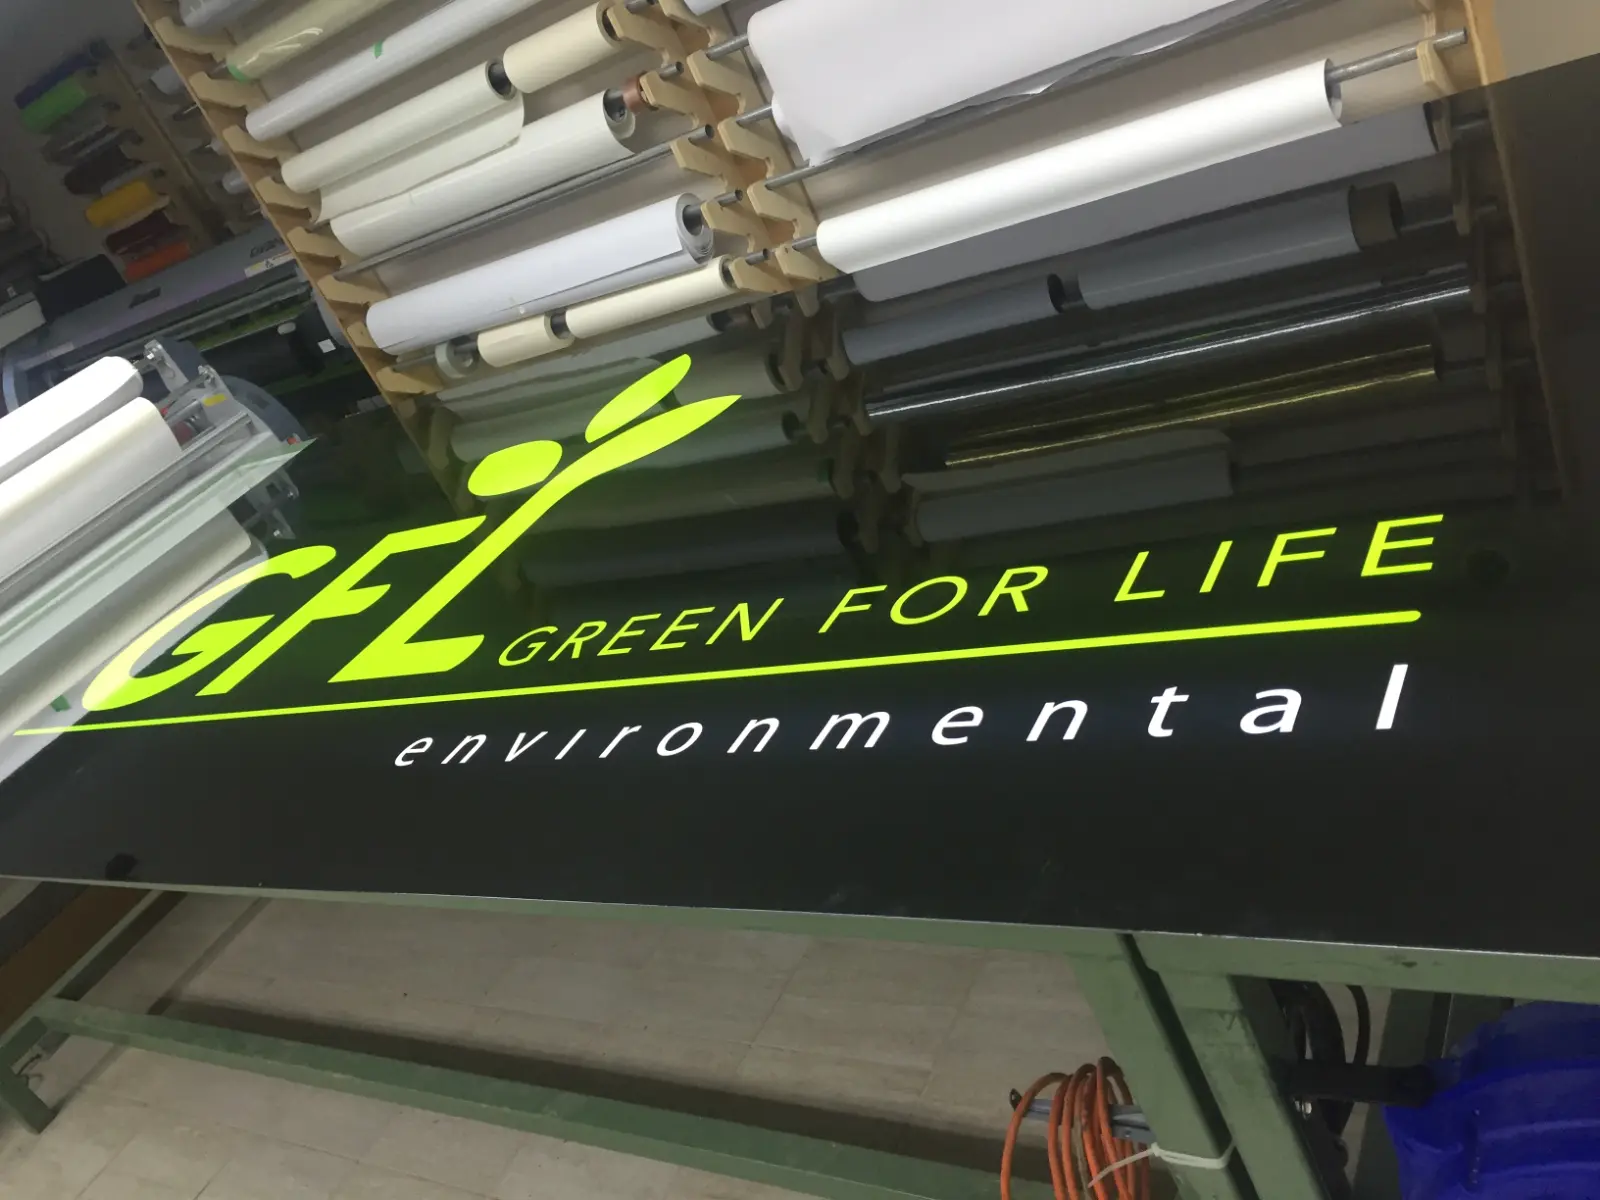 GFL GREEN FOR LIFE
environmental